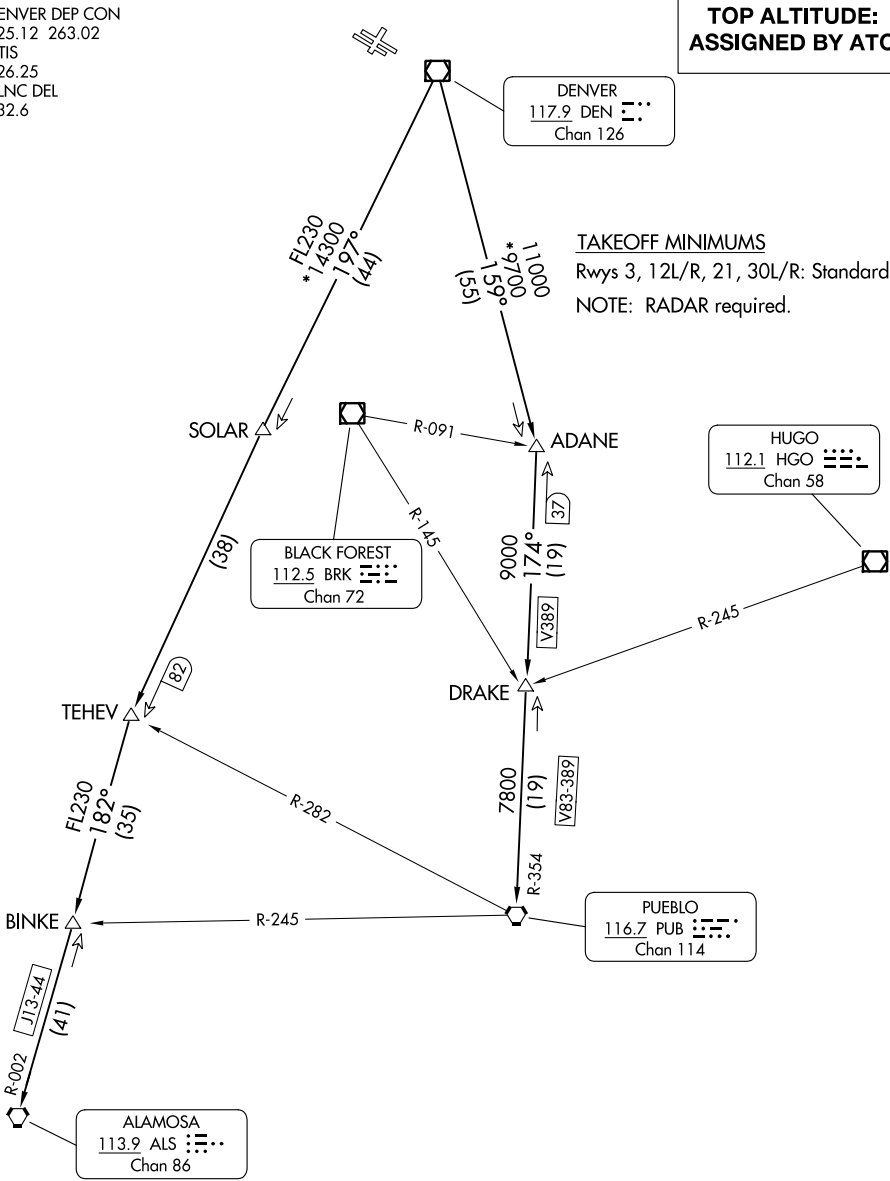 ENVER DEP CON
25.12 263.02
TIS
26.25
LNC DEL
32.6
TOP ALTITUDE:
ASSIGNED BY ATC
DENVER
117.9 DEN
Chan 126
FL230
*14300
197°
(44)
11000
*9700
159°
(55)
TAKEOFF MINIMUMS
Rwys 3, 12L/R, 21, 30L/R: Standard
NOTE: RADAR required.
SOLAR
R-091
ADANE
HUGO
112.1 HGO
Chan 58
37
(38)
R-145
9000
174°
(19)
BLACK FOREST
112.5 BRK
Chan 72
V389
R-245
82
DRAKE
TEHEV
FL230
182°
(35)
R-282
7800
(19)
V83-389
R-354
BINKE
R-245
PUEBLO
116.7 PUB
Chan 114
J13-44
(41)
R-002
ALAMOSA
113.9 ALS
Chan 86